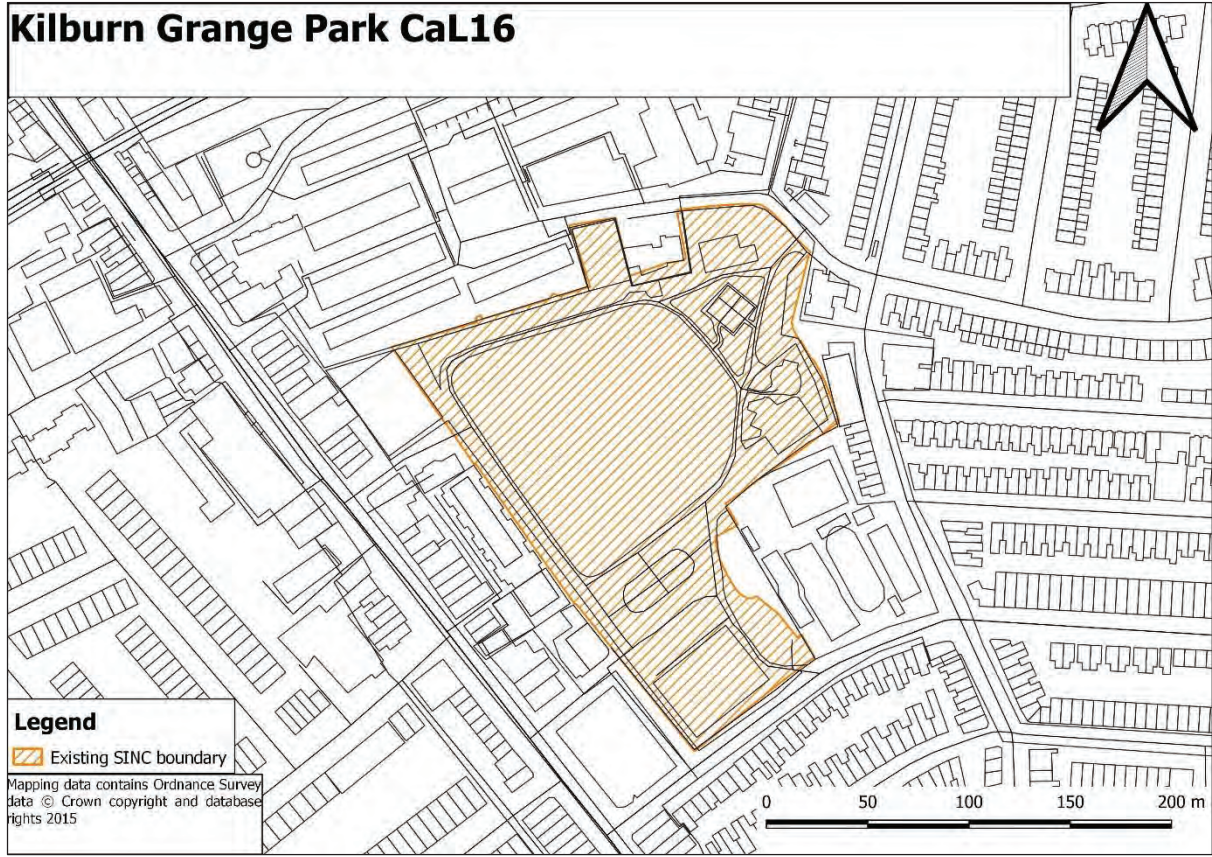 Kilburn Grange Park CaL16
Legend
Existing SINC boundary
Mapping data contains Ordnance Survey
data © Crown copyright and database
rights 2015
0 50 100 150 200 m